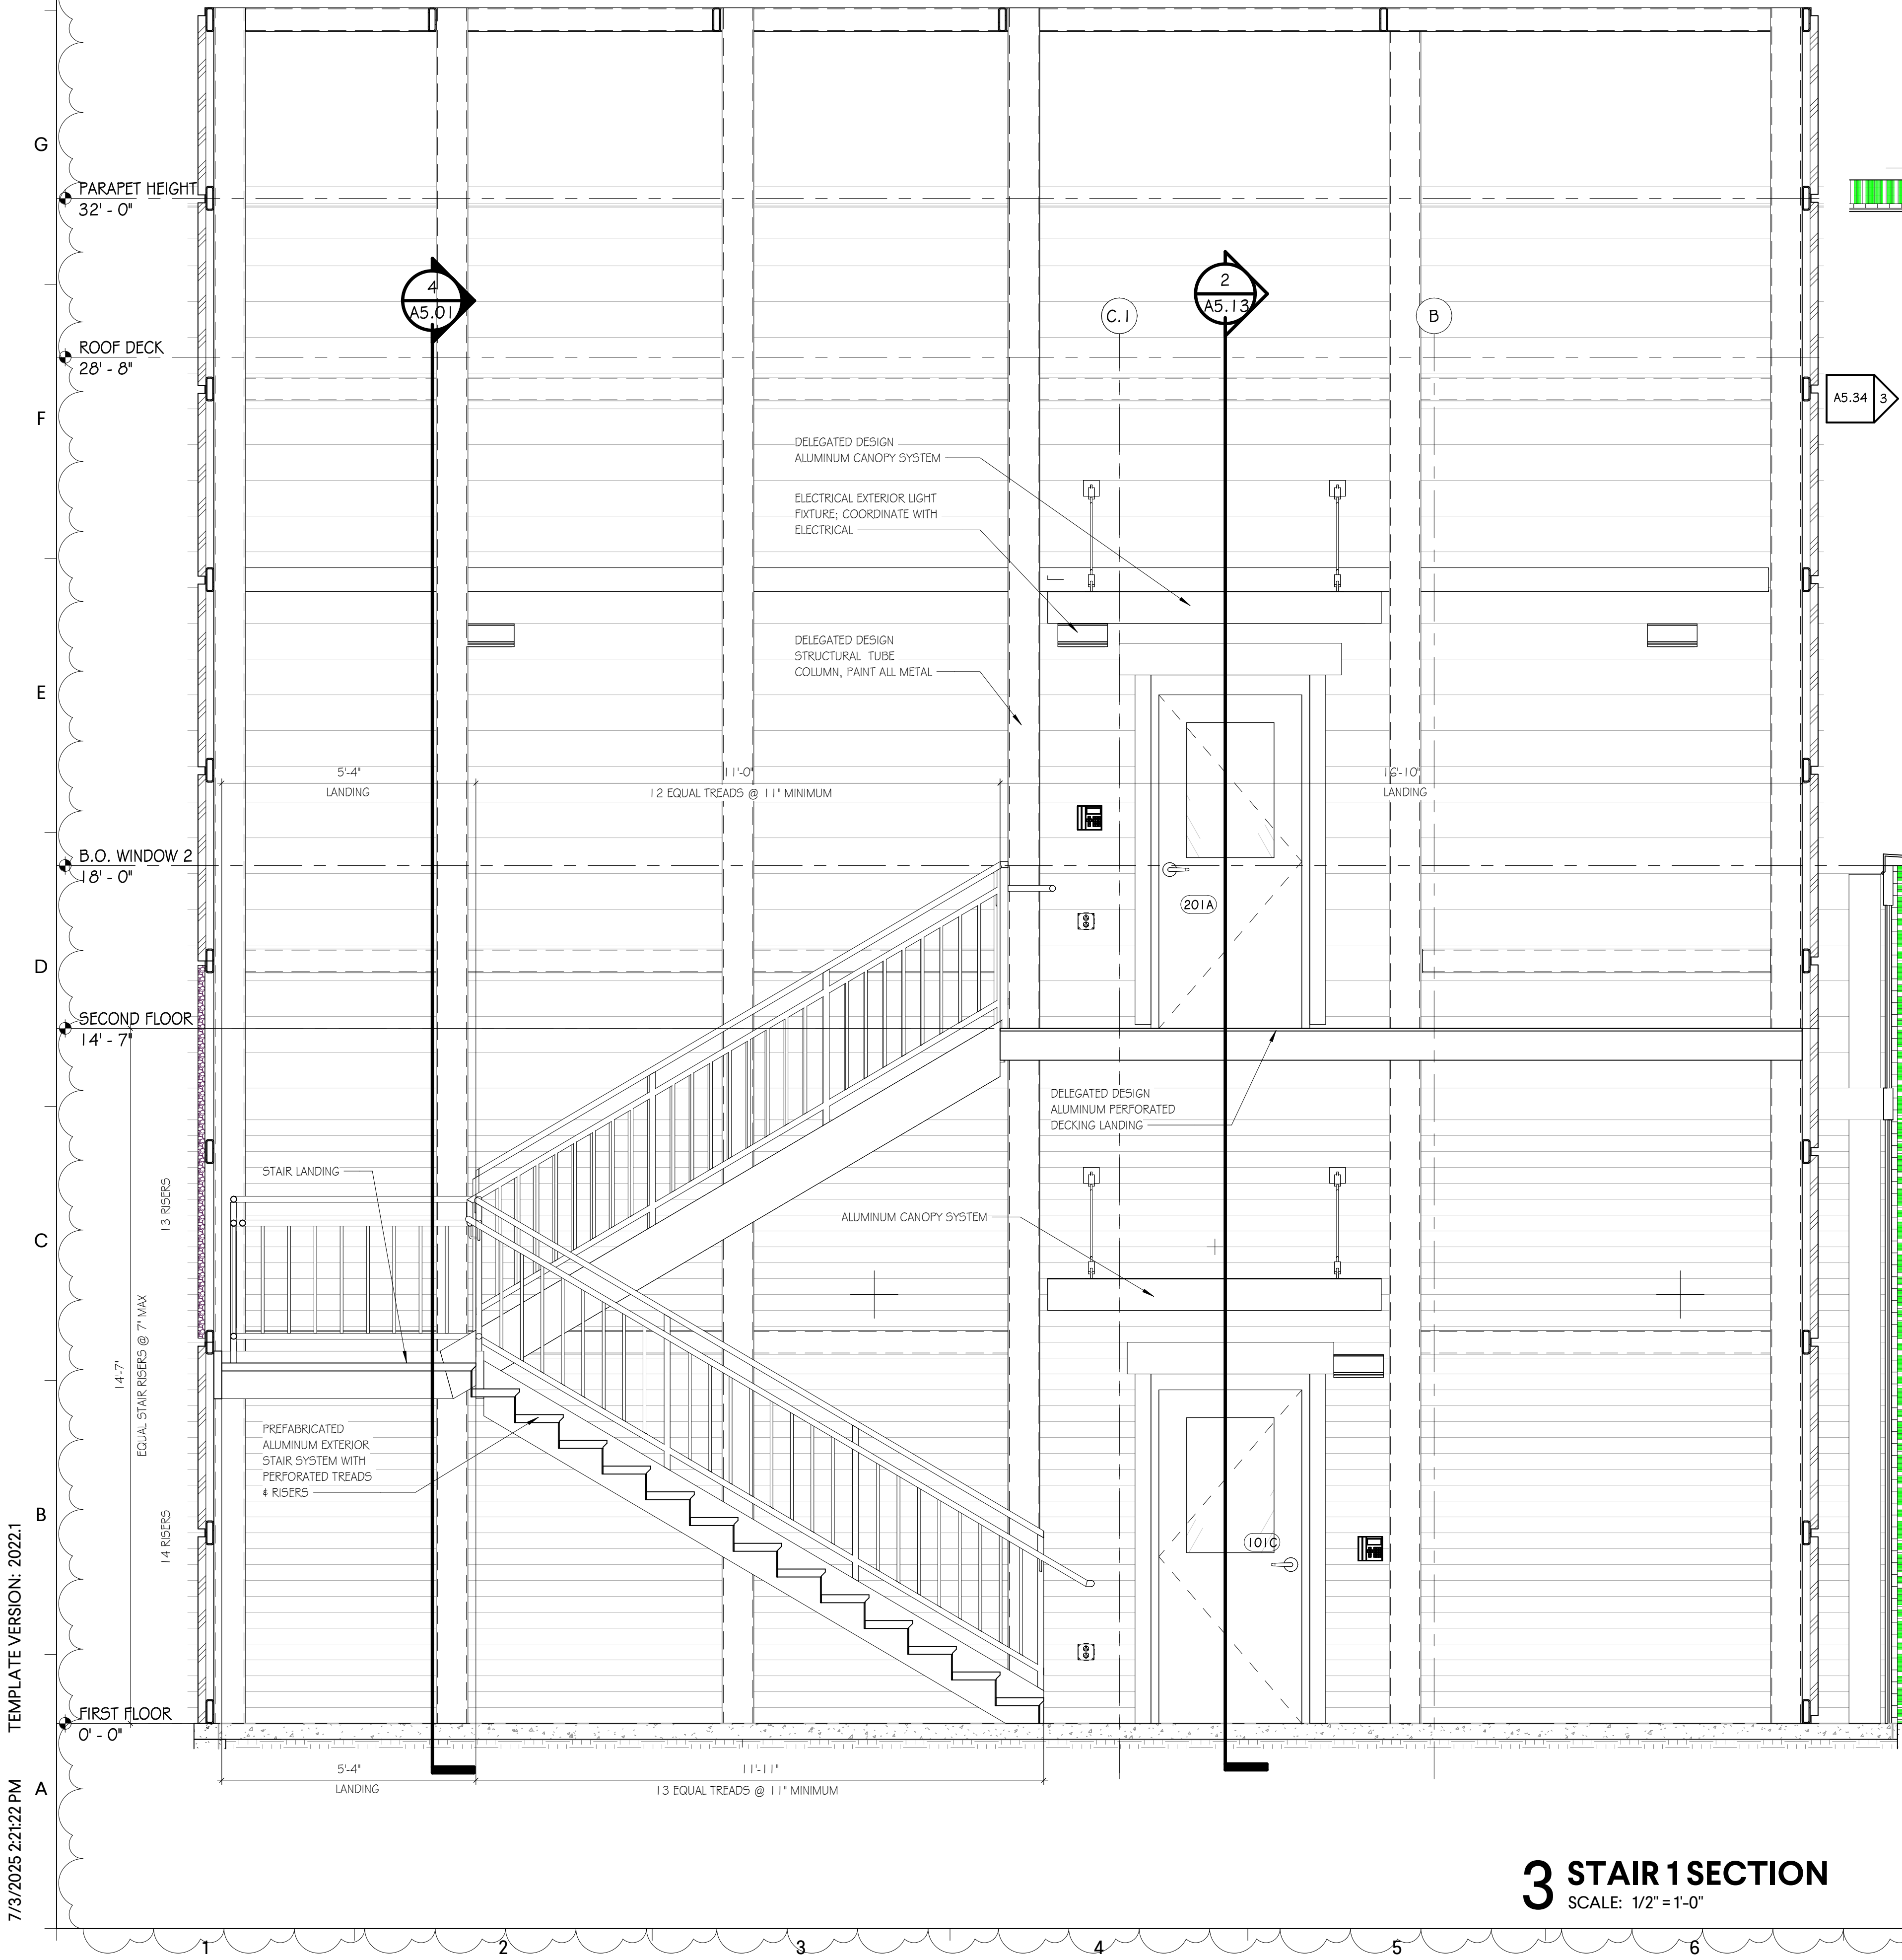 G
PARAPET HEIGHT
32' - 0"
4
A5.01
2
A5.13
C.1
B
ROOF DECK
28' - 8"
F
A5.34
3
DELEGATED DESIGN
ALUMINUM CANOPY SYSTEM
ELECTRICAL EXTERIOR LIGHT
FIXTURE; COORDINATE WITH
ELECTRICAL
DELEGATED DESIGN
STRUCTURAL TUBE
COLUMN, PAINT ALL METAL
E
5'-4"
LANDING
11'-0"
12 EQUAL TREADS @ 11" MINIMUM
16'-10"
LANDING
B.O. WINDOW 2
18' - 0"
201A
D
SECOND FLOOR
14' - 7"
DELEGATED DESIGN
ALUMINUM PERFORATED
DECKING LANDING
STAIR LANDING
13 RISERS
C
ALUMINUM CANOPY SYSTEM
14'-7"
EQUAL STAIR RISERS @ 7" MAX
PREFABRICATED
ALUMINUM EXTERIOR
STAIR SYSTEM WITH
PERFORATED TREADS
& RISERS
B
14 RISERS
101C
FIRST FLOOR
0' - 0"
A
5'-4"
LANDING
11'-11"
13 EQUAL TREADS @ 11" MINIMUM
TEMPLATE VERSION: 2022.1
7/3/2025 2:21:22 PM
3 STAIR 1 SECTION
SCALE: 1/2" = 1'-0"
1 2 3 4 5 6